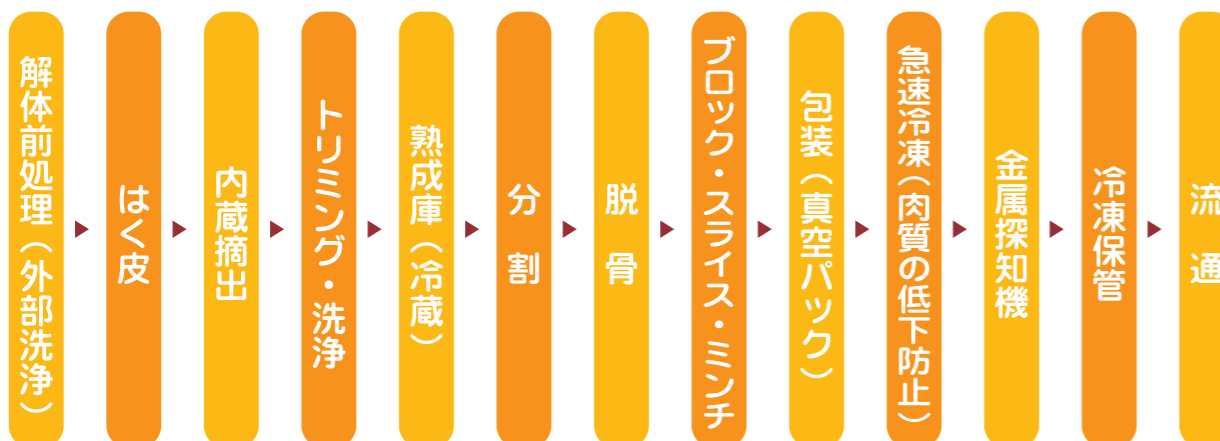 解体前処理（外部洗浄）
はく皮
内蔵摘出
トリミング・洗浄
熟成庫（冷蔵）
分割
脱骨
ブロック・スライス・ミンチ
包装（真空パック）
急速冷凍（肉質の低下防止）
金属探知機
冷凍保管
流通